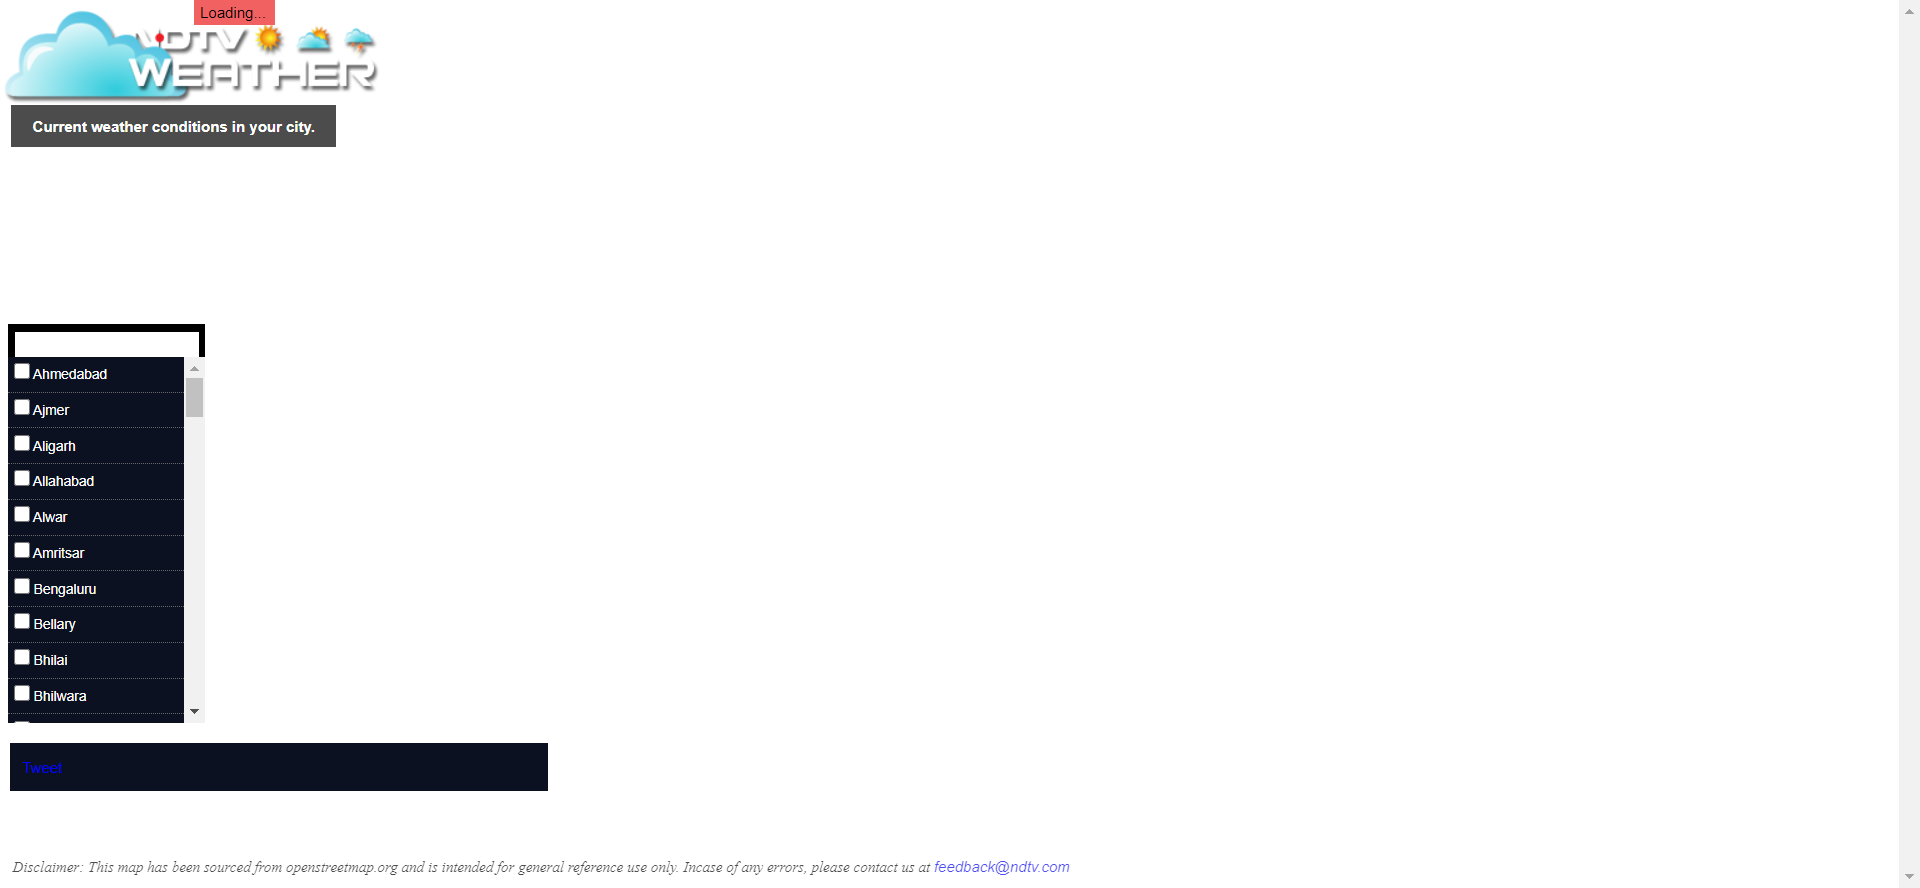 Loading...
NDTV
WEATHER
Current weather conditions in your city.
Ahmedabad
Ajmer
Aligarh
Allahabad
Alwar
Amritsar
Bengaluru
Bellary
Bhilai
Bhilwara
Tweet
Disclaimer: This map has been sourced from openstreetmap.org and is intended for general reference use only. Incase of any errors, please contact us at feedback@ndtv.com